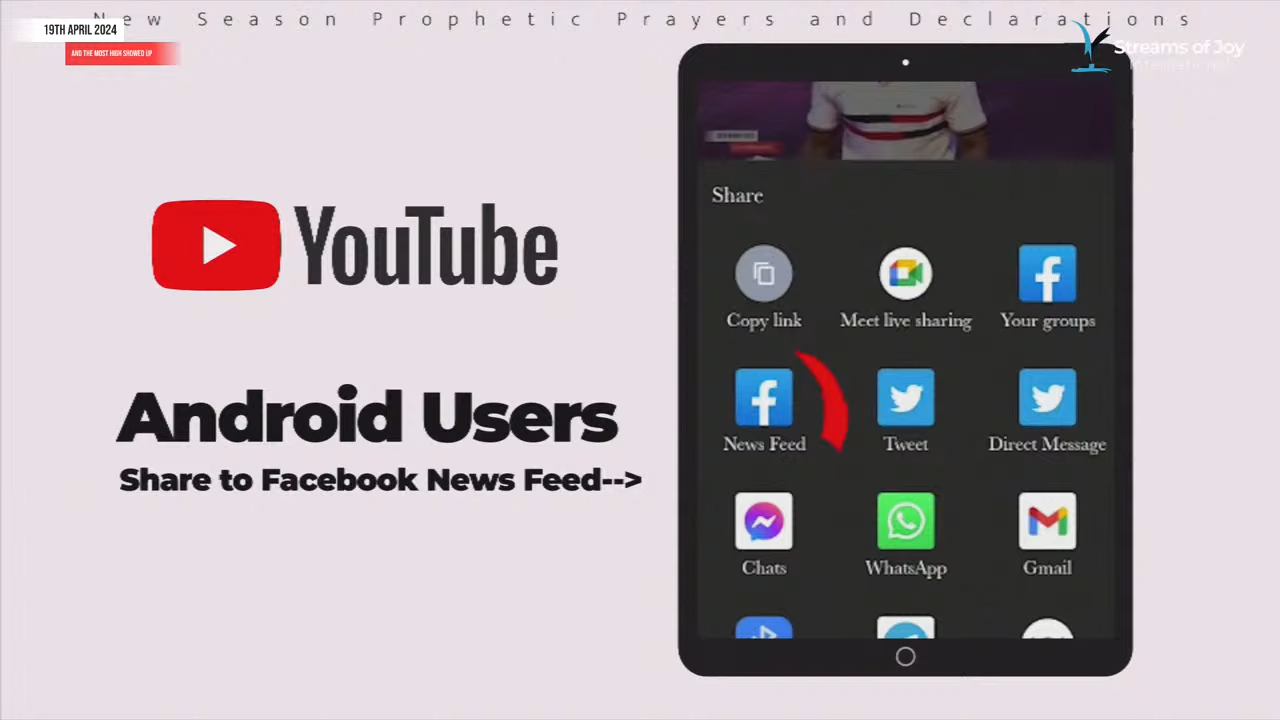 New Season Prophetic Prayers and Declarations
19TH APRIL 2024
AND THE MOST HIGH SHOWED UP
Streams of Joy
International
YouTube
Android Users
Share to Facebook News Feed-->
Share
Copy link
Meet live sharing
Your groups
News Feed
Tweet
Direct Message
Chats
WhatsApp
Gmail